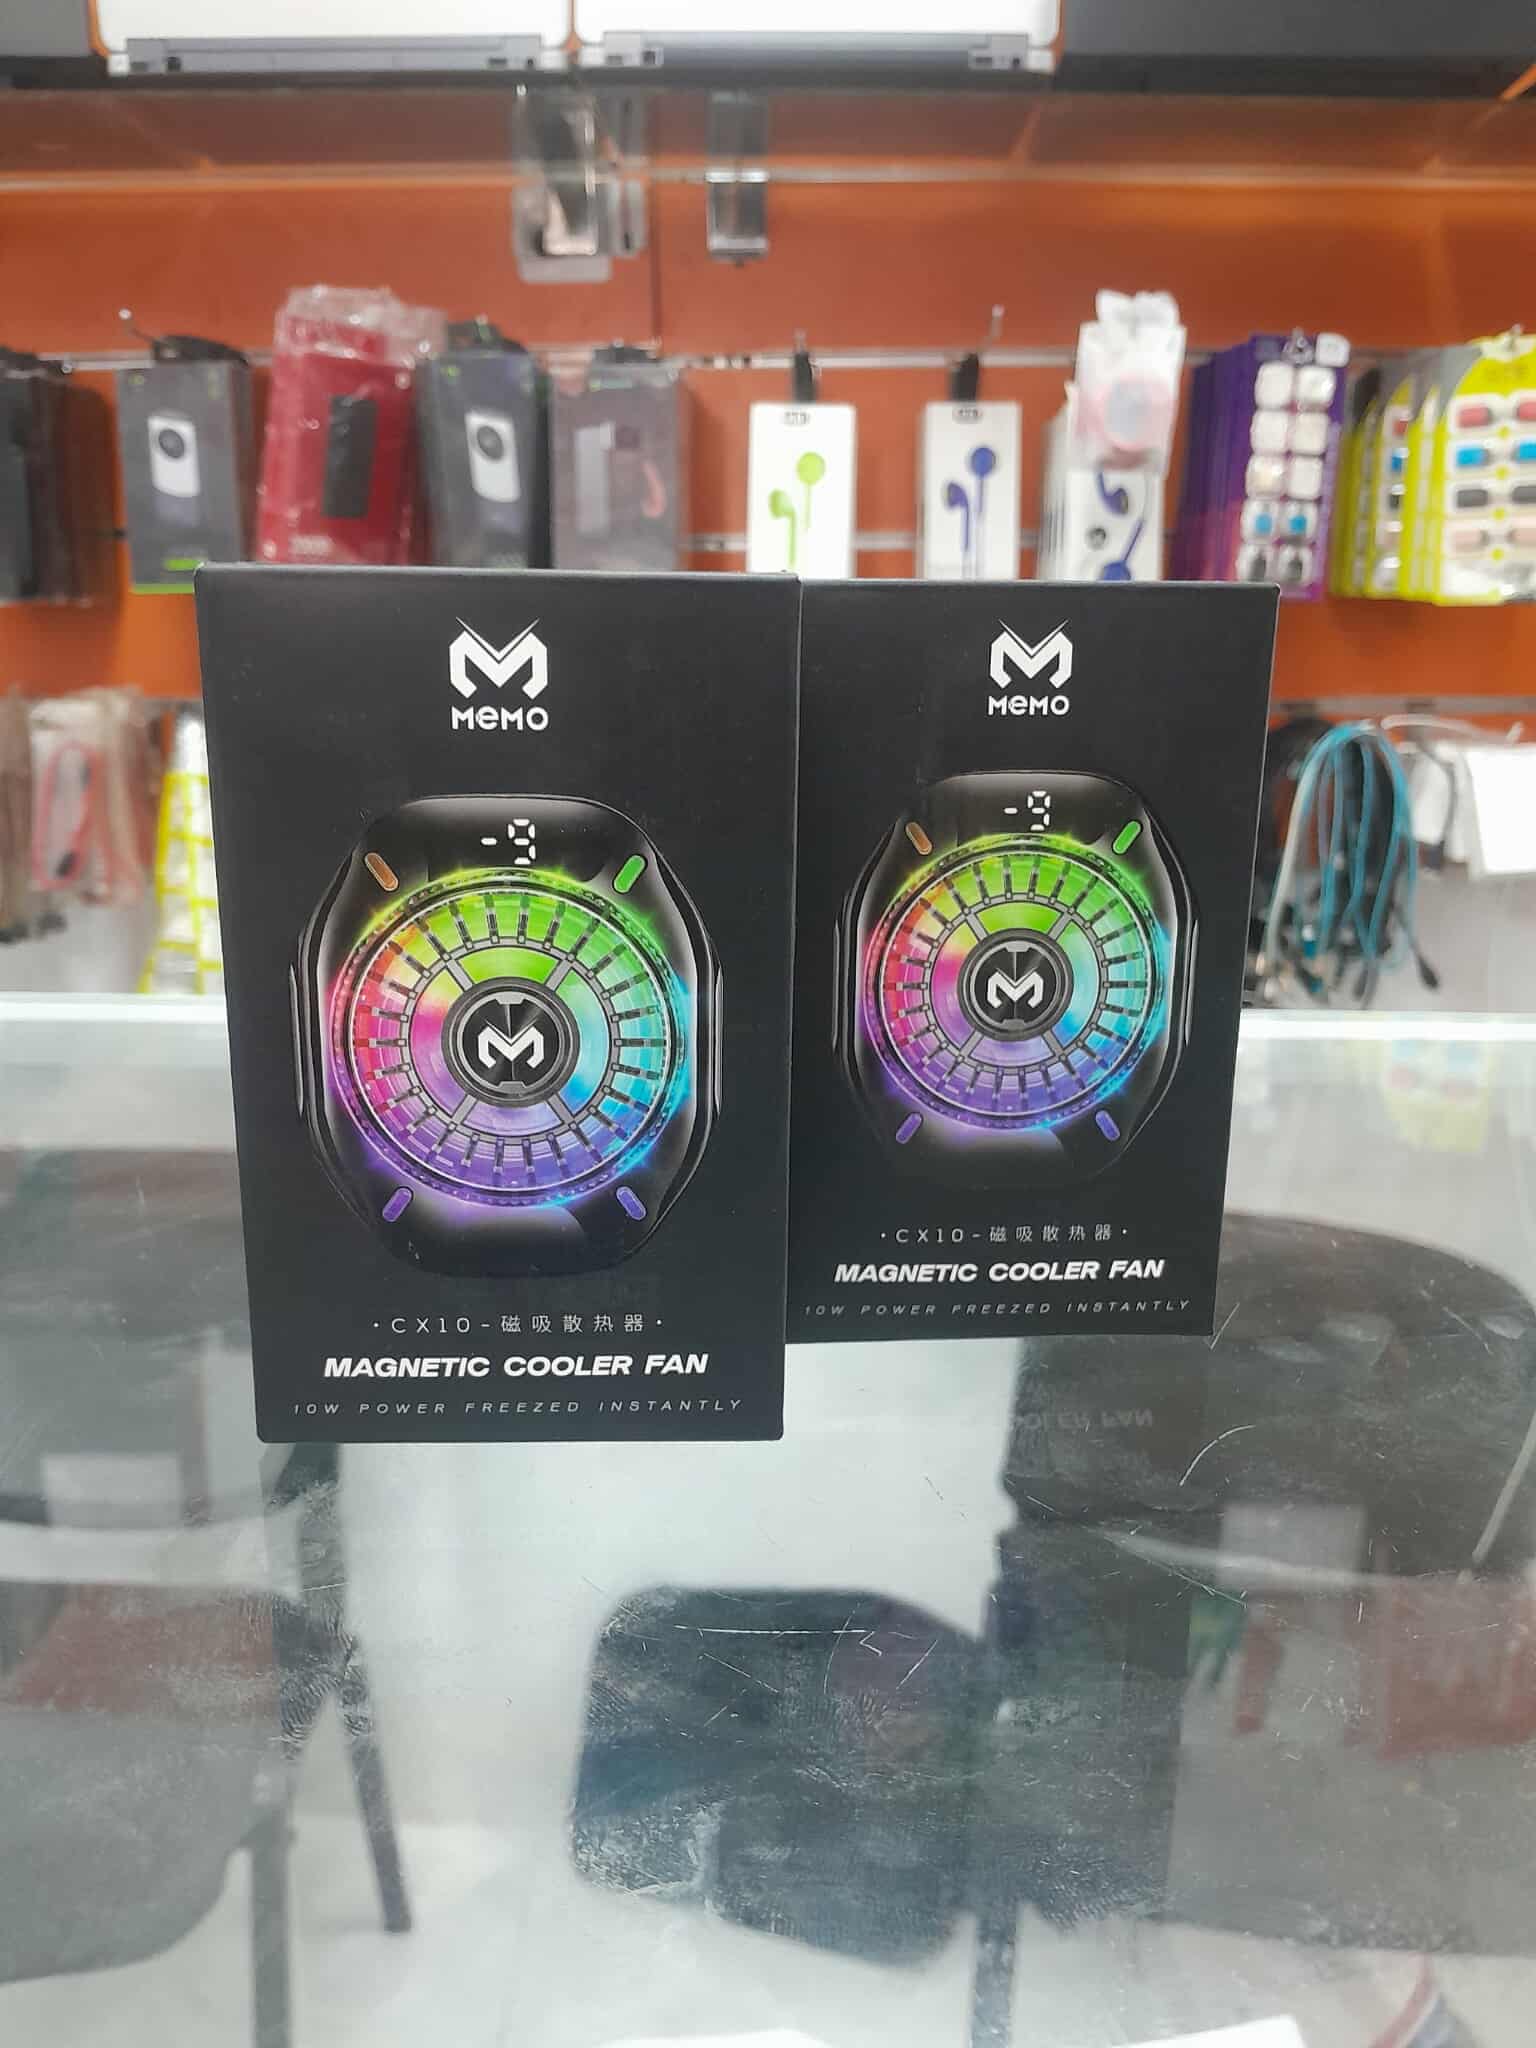 MEMO
-9
·CX10-磁吸散热器·
MAGNETIC COOLER FAN
10W POWER FREEZED INSTANTLY
MEMO
-9
·CX10-磁吸散热器·
MAGNETIC COOLER FAN
10W POWER FREEZED INSTANTLY